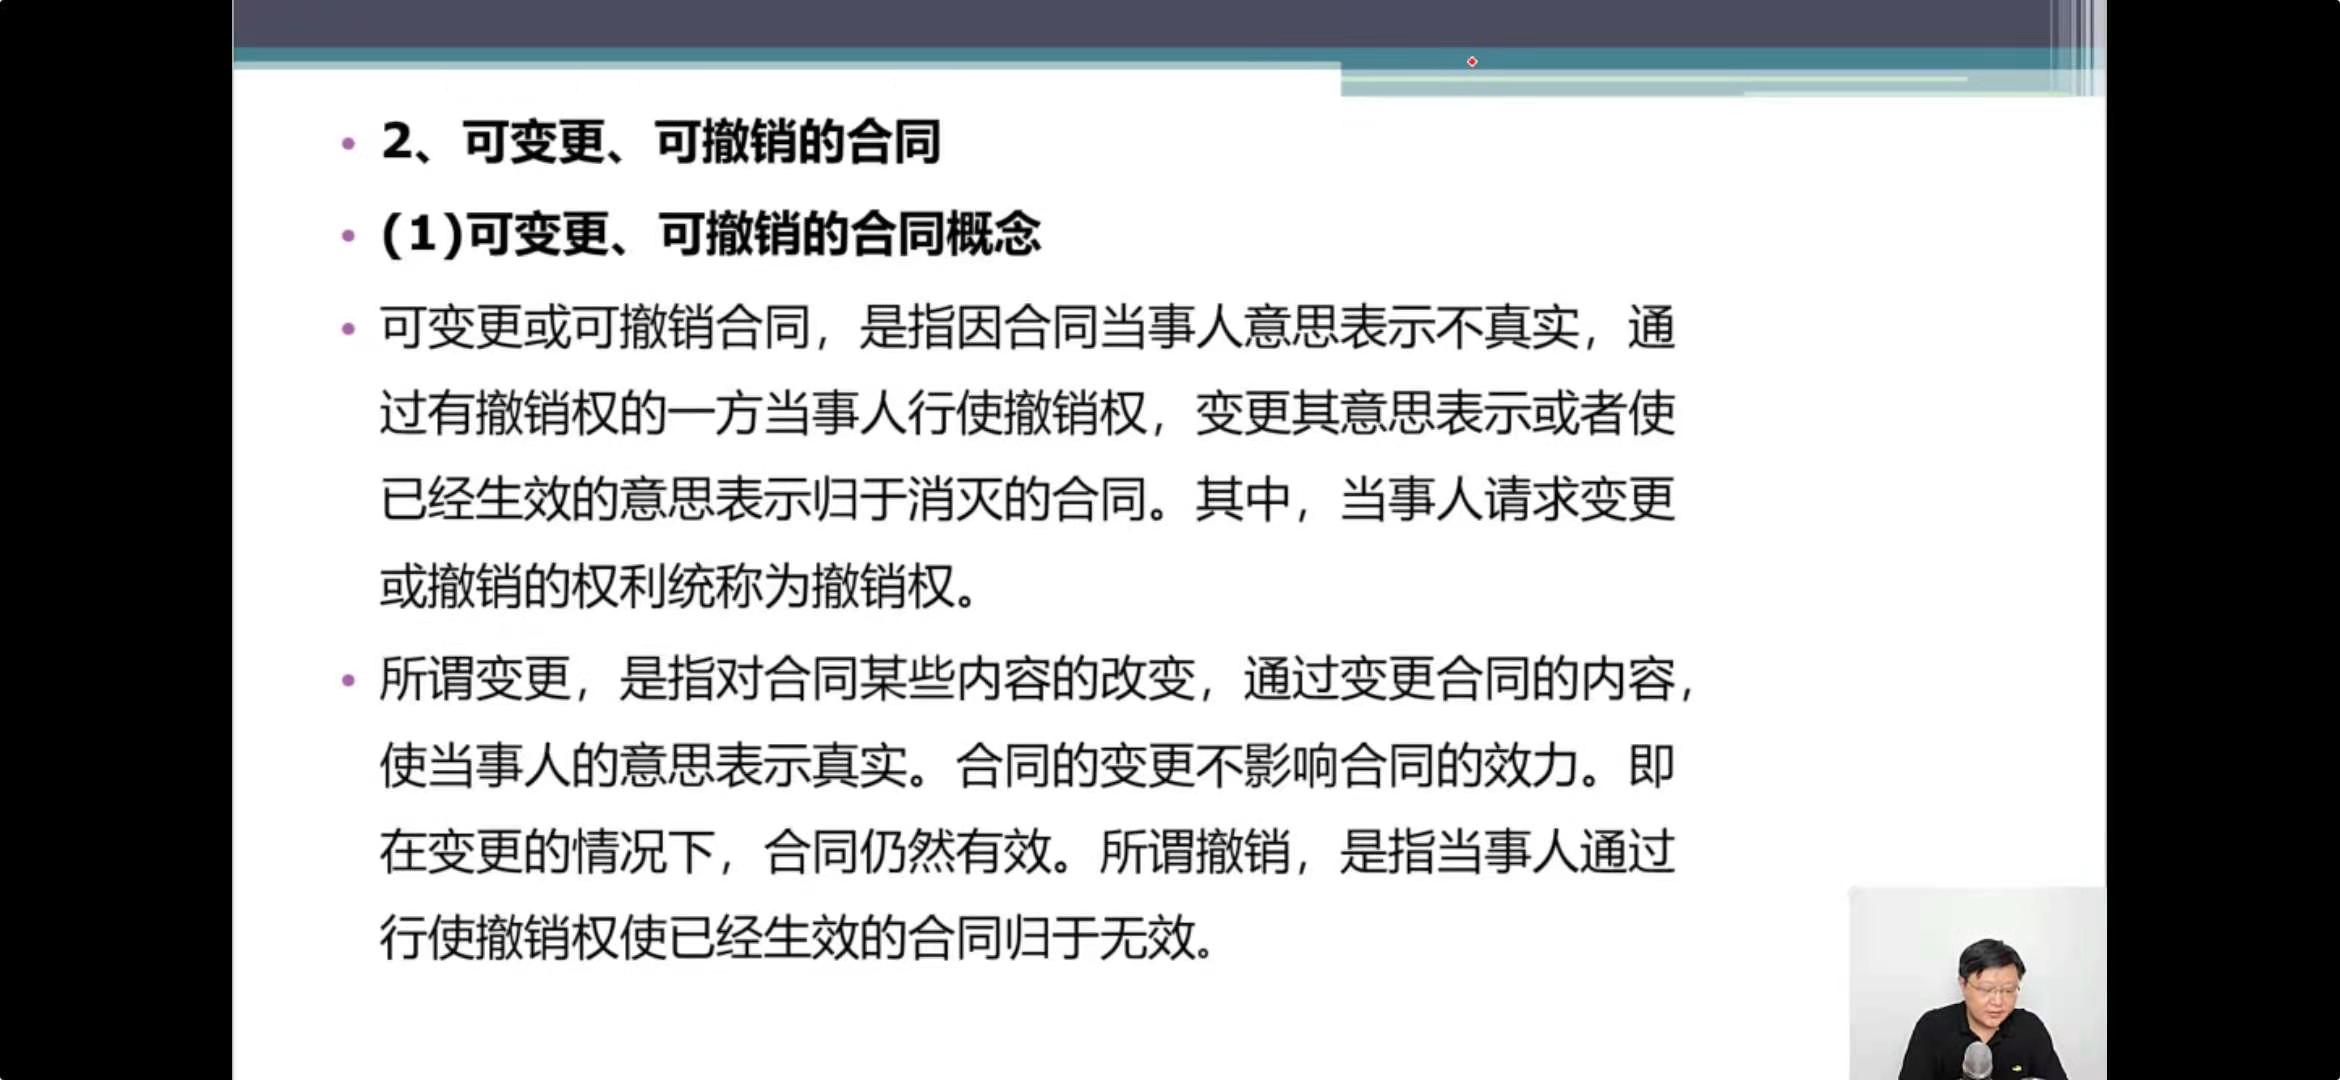 • 2、可变更、可撤销的合同
• (1)可变更、可撤销的合同概念
• 可变更或可撤销合同，是指因合同当事人意思表示不真实，通
过有撤销权的一方当事人行使撤销权，变更其意思表示或者使
已经生效的意思表示归于消灭的合同。其中，当事人请求变更
或撤销的权利统称为撤销权。
• 所谓变更，是指对合同某些内容的改变，通过变更合同的内容，
使当事人的意思表示真实。合同的变更不影响合同的效力。即
在变更的情况下，合同仍然有效。所谓撤销，是指当事人通过
行使撤销权使已经生效的合同归于无效。